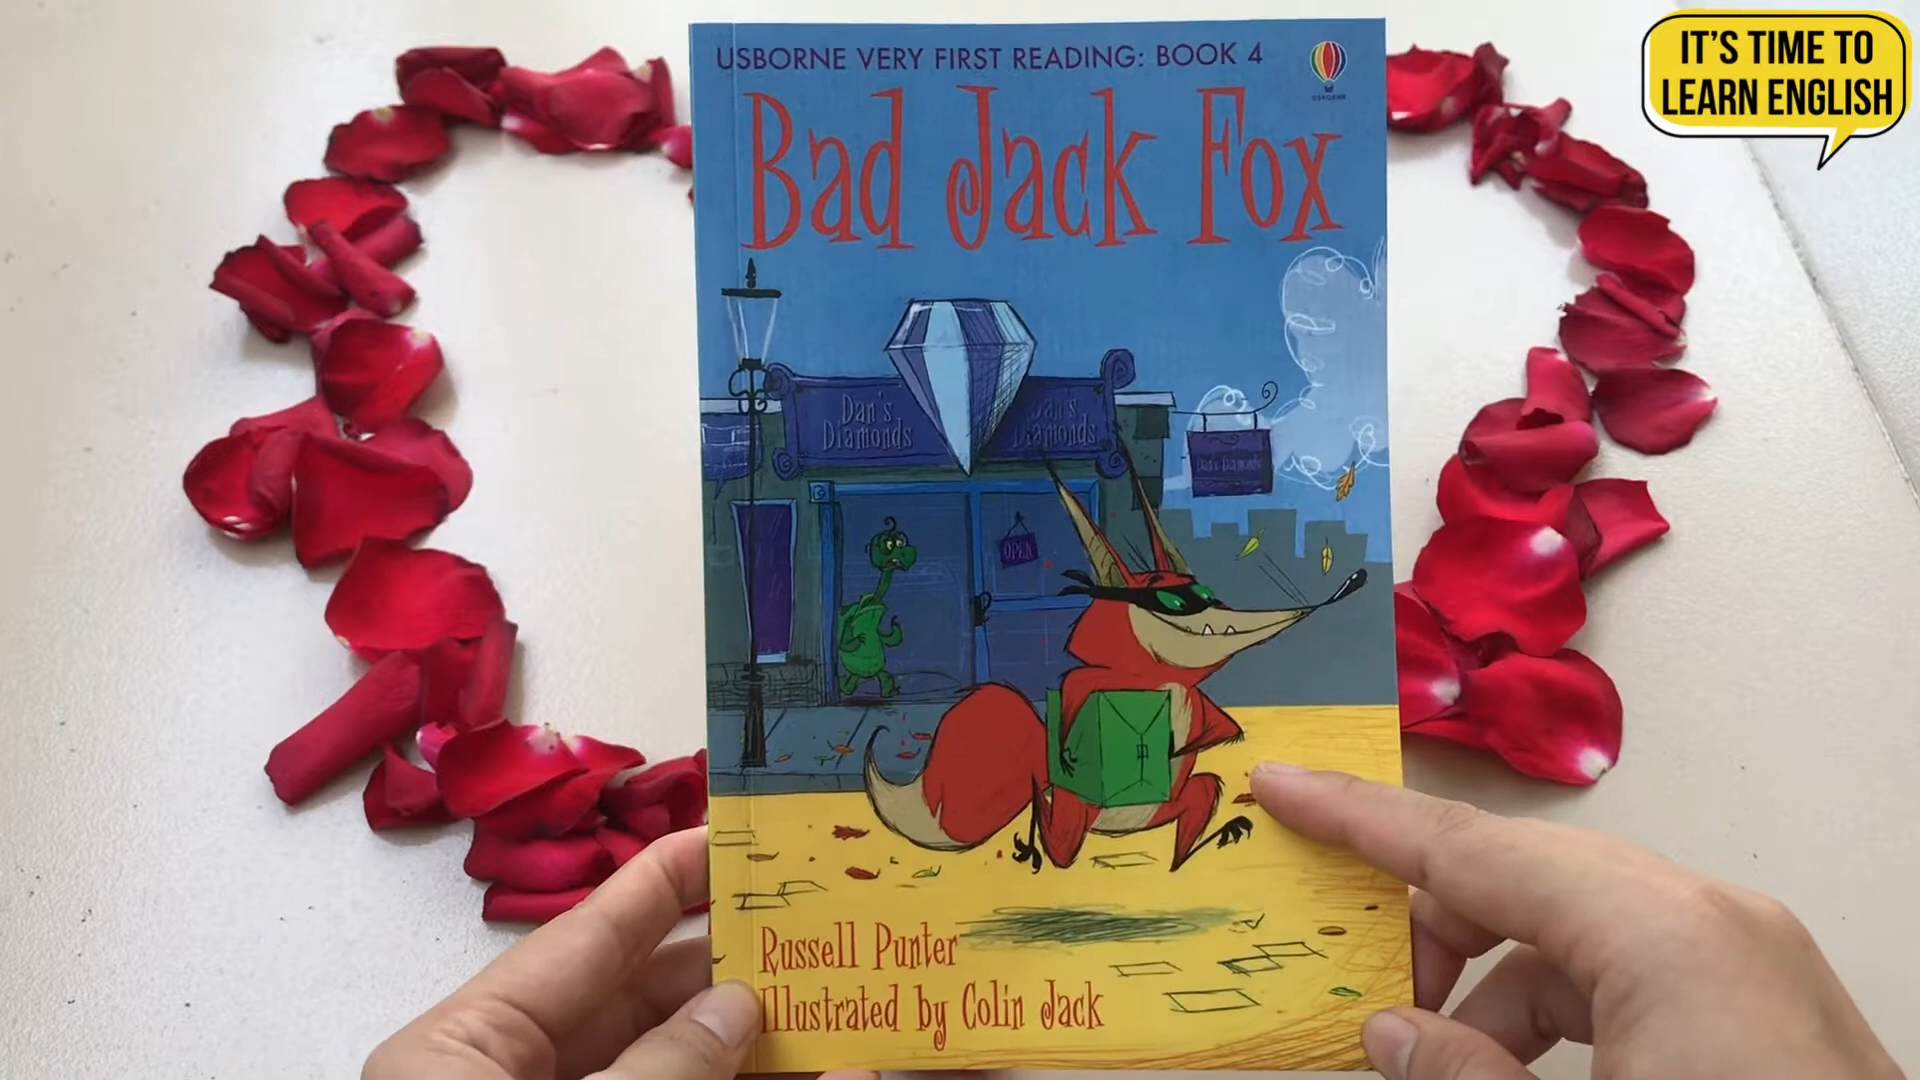 IT'S TIME TO
LEARN ENGLISH
USBORNE VERY FIRST READING: BOOK 4
USBORNE
Bad Jack Fox
Dan's
Diamonds
Dan's
Diamonds
Dan's Diamonds
OPEN
Russell Punter
Illustrated by Colin Jack